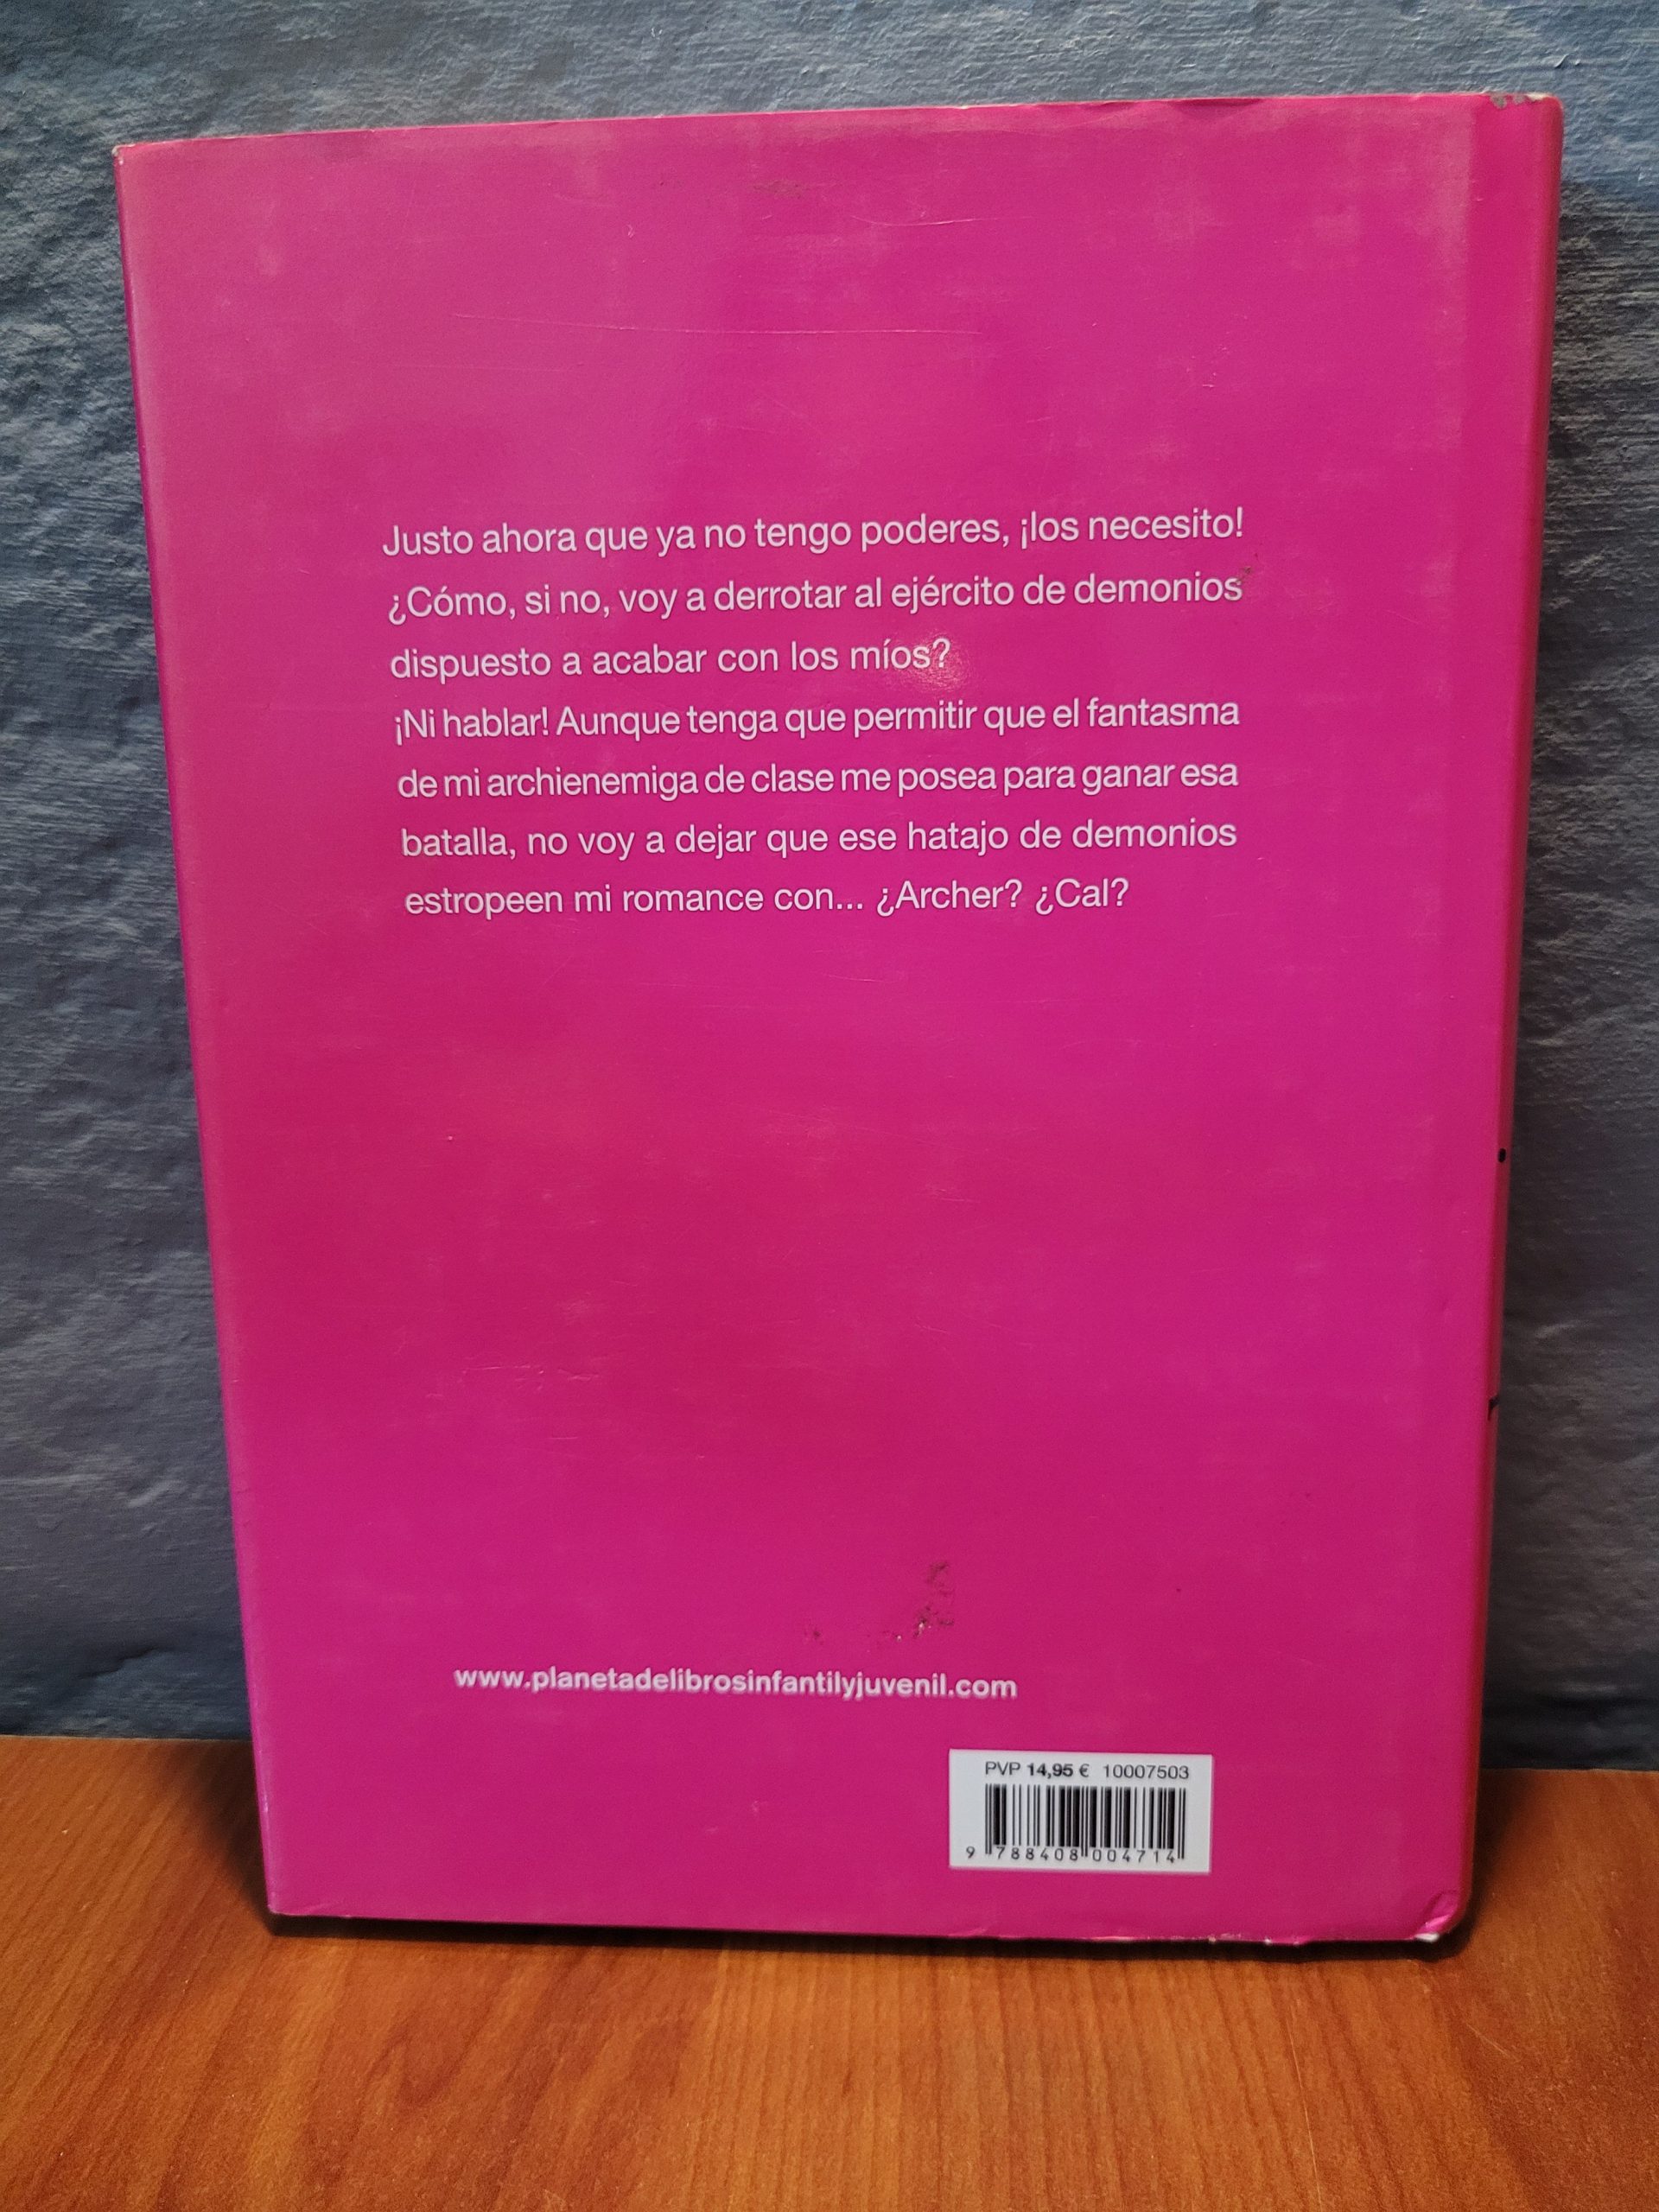 Justo ahora que ya no tengo poderes, ¡los necesito!
¿Cómo, si no, voy a derrotar al ejército de demonios
dispuesto a acabar con los míos?
¡Ni hablar! Aunque tenga que permitir que el fantasma
de mi archienemiga de clase me posea para ganar esa
batalla, no voy a dejar que ese hatajo de demonios
estropeen mi romance con... ¿Archer? ¿Cal?
www.planetadelibrosinfantilyjuvenil.com
PVP 14,95 € 10007503
9 788408 004714